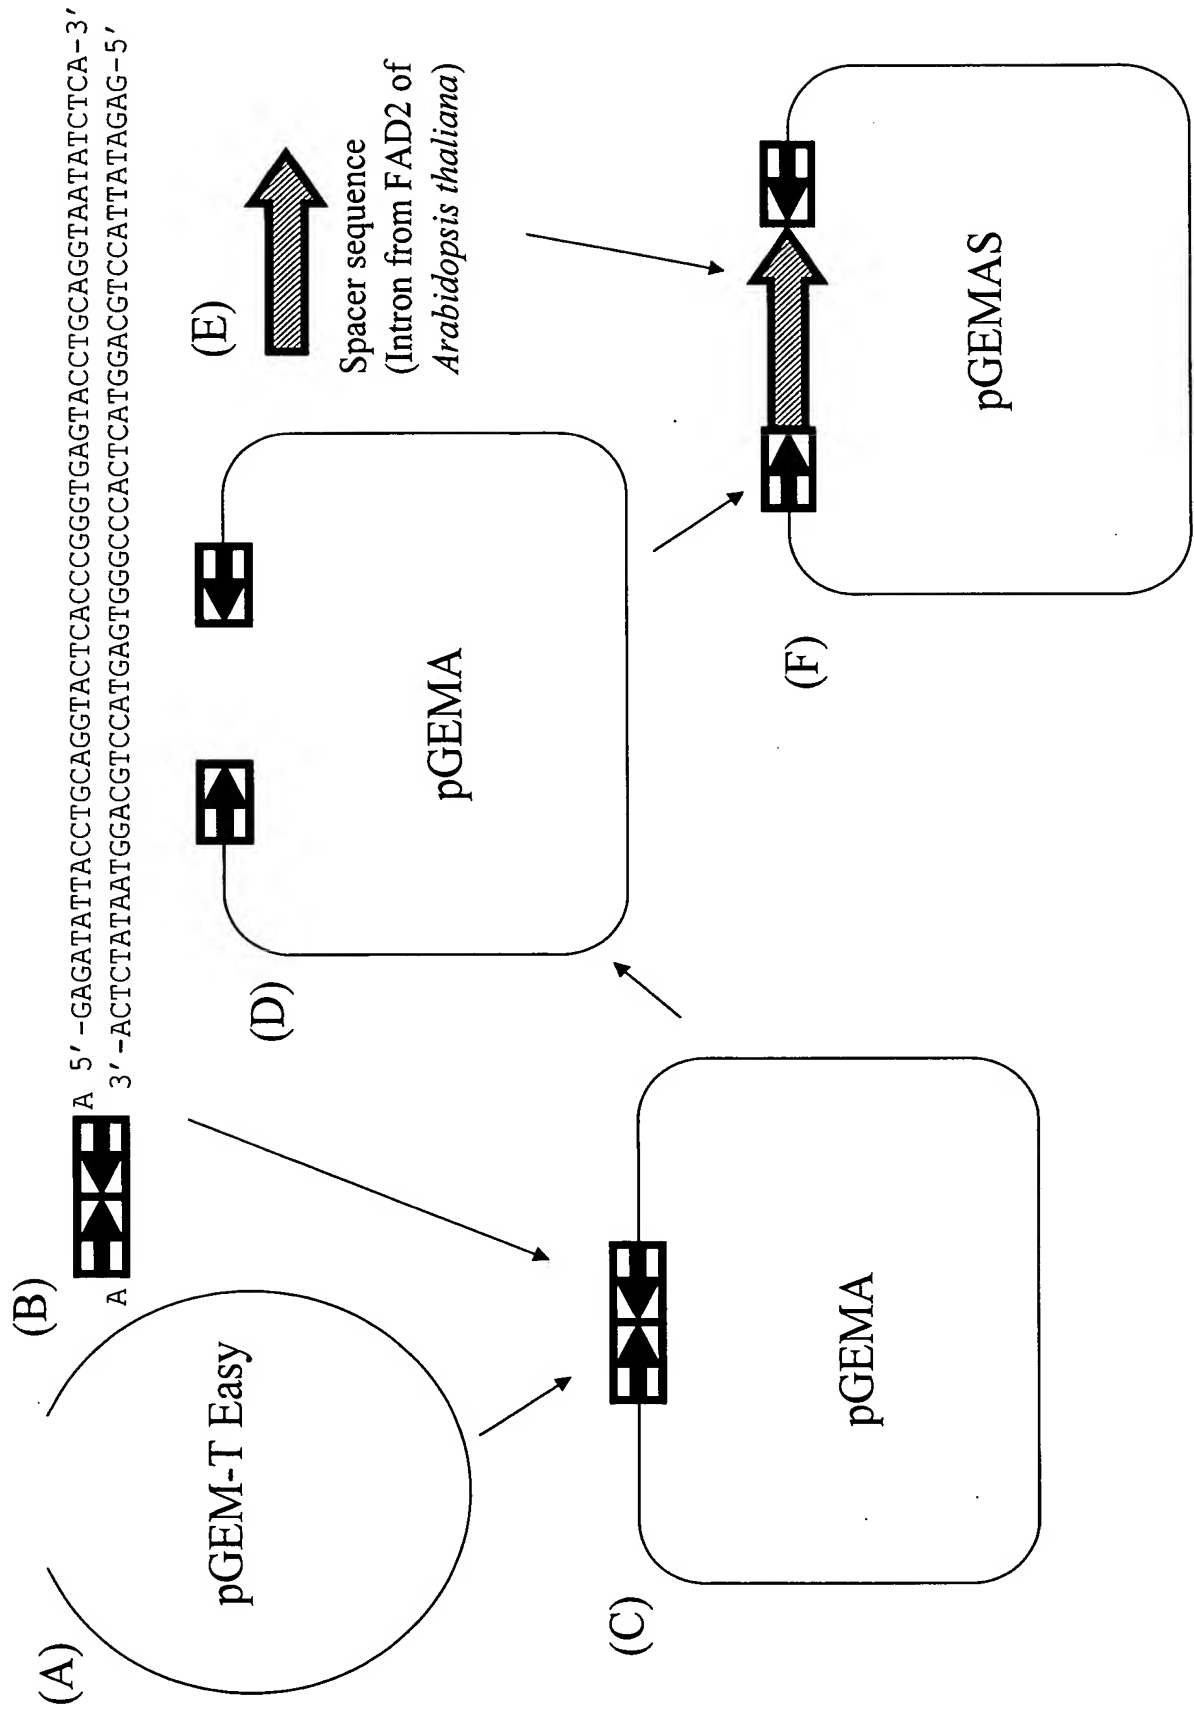 (A)
pGEM-T Easy
(B)
A
A
5′-GAGATATTACCTGCAGGTACTCACCCGGGTGAGTACCTGCAGGTAATATCTCA-3′
3′-ACTCTATAATGGACGTCCATGAGTGGGCCCACTCATGGACGTCCATTATAGAG-5′
(C)
pGEMA
(D)
pGEMA
(E)
Spacer sequence
(Intron from FAD2 of
Arabidopsis thaliana)
(F)
pGEMAS